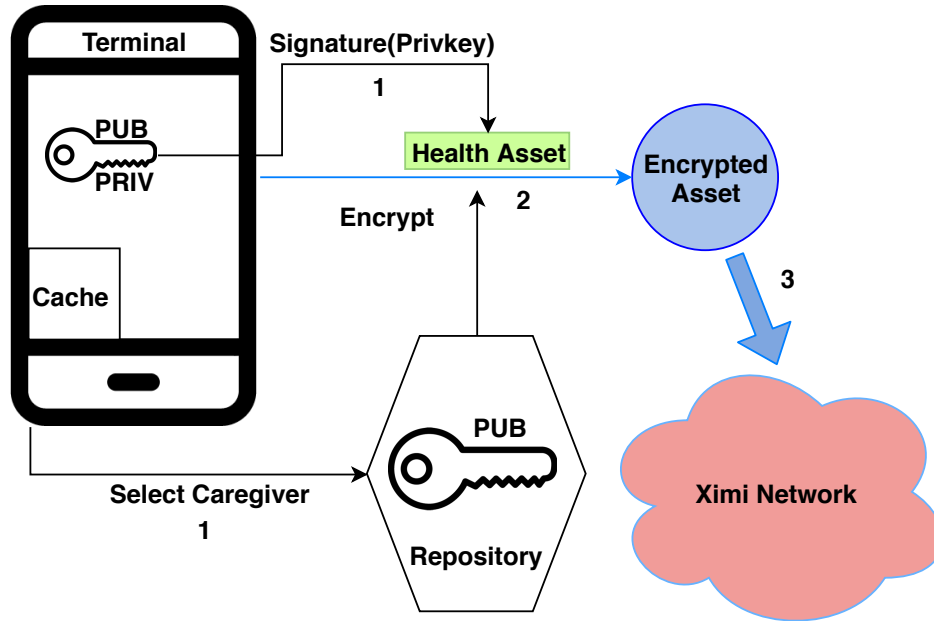 Terminal
Signature(Privkey)
1
PUB
PRIV
Health Asset
Encrypted
Asset
2
Encrypt
3
Cache
PUB
Select Caregiver
1
Repository
Ximi Network